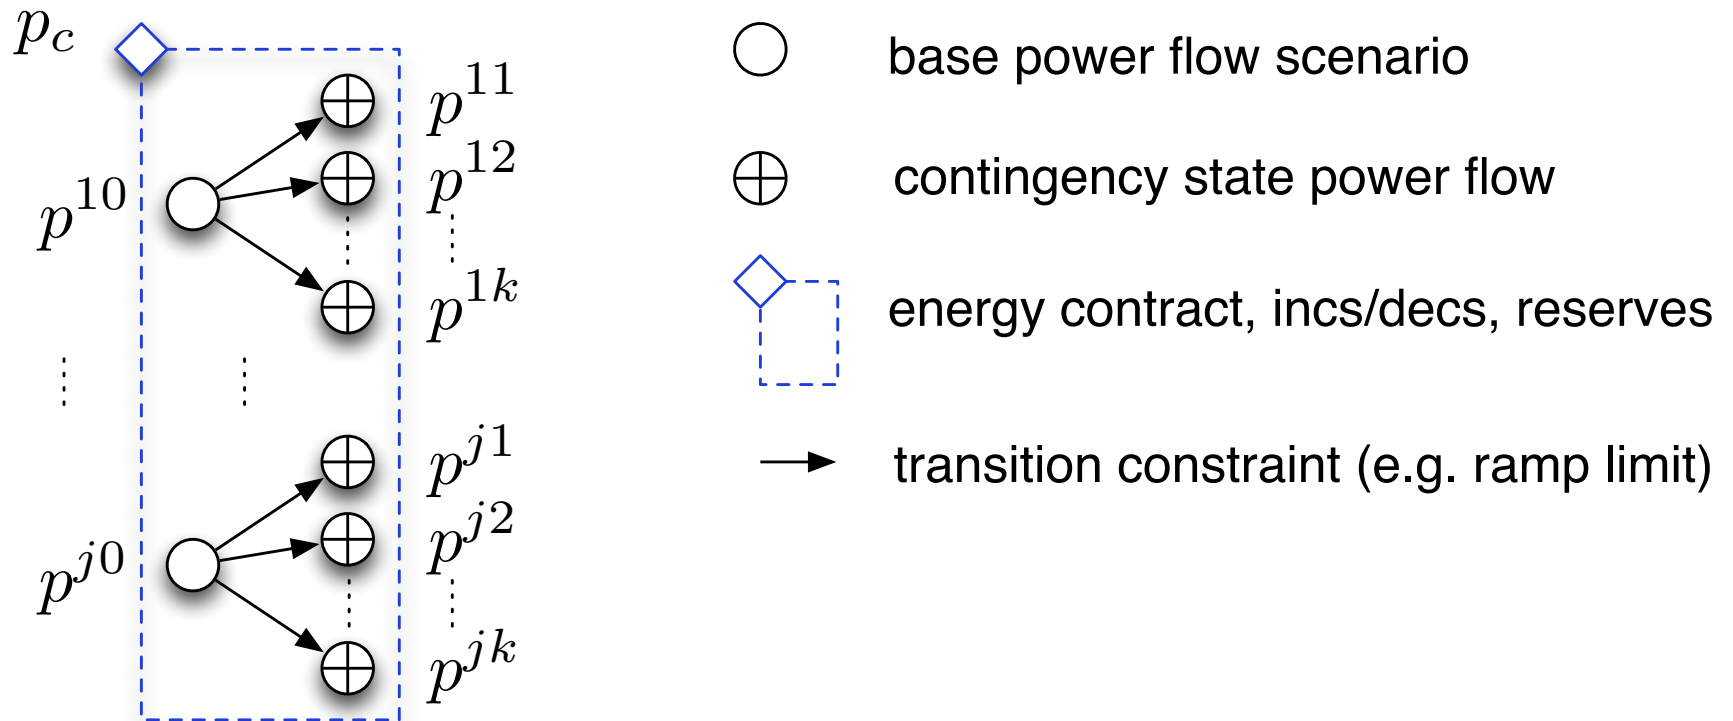 p_c
p^{11}
p^{12}
p^{10}
p^{1k}
p^{j1}
p^{j2}
p^{j0}
p^{jk}
base power flow scenario
contingency state power flow
energy contract, incs/decs, reserves
transition constraint (e.g. ramp limit)